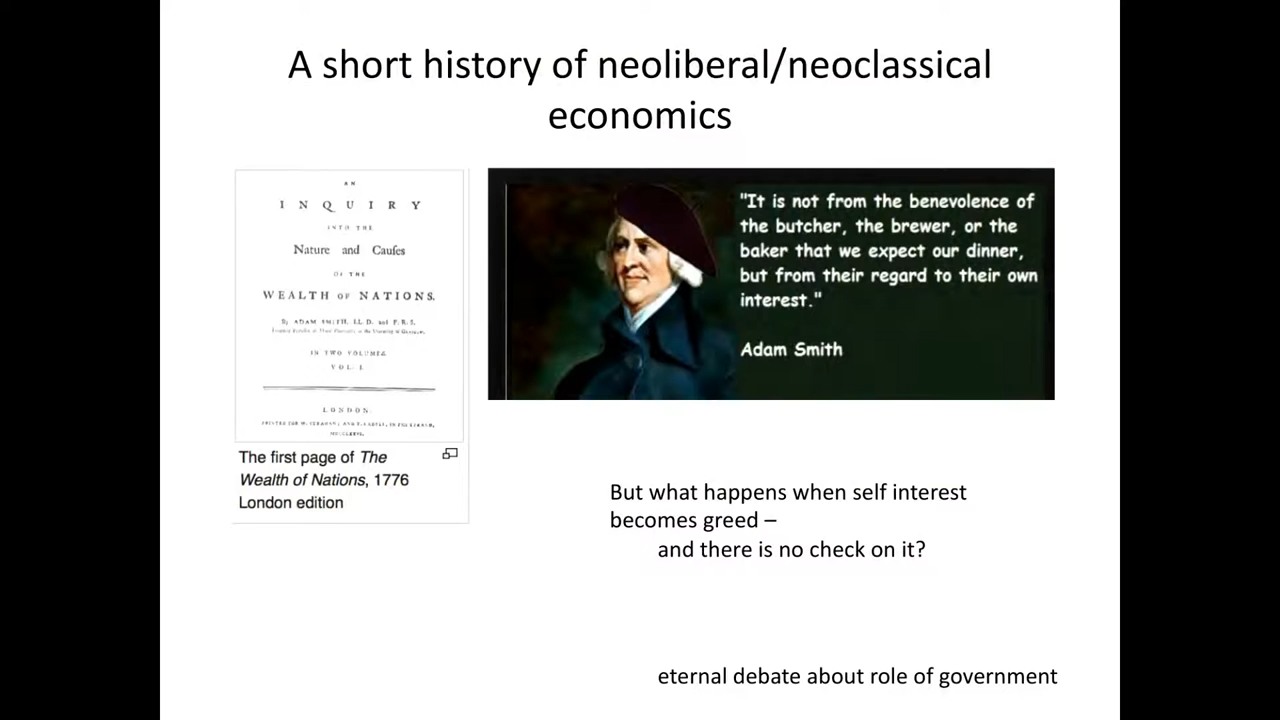 A short history of neoliberal/neoclassical
economics
AN
INQUIRY
INTO THE
Nature and Cauſes
OF THE
WEALTH OF NATIONS.
By ADAM SMITH, LL. D. and F. R. S.
IN TWO VOLUMES.
VOL. I.
LONDON:
The first page of The
Wealth of Nations, 1776
London edition
"It is not from the benevolence of
the butcher, the brewer, or the
baker that we expect our dinner,
but from their regard to their own
interest."
Adam Smith
But what happens when self interest
becomes greed –
and there is no check on it?
eternal debate about role of government